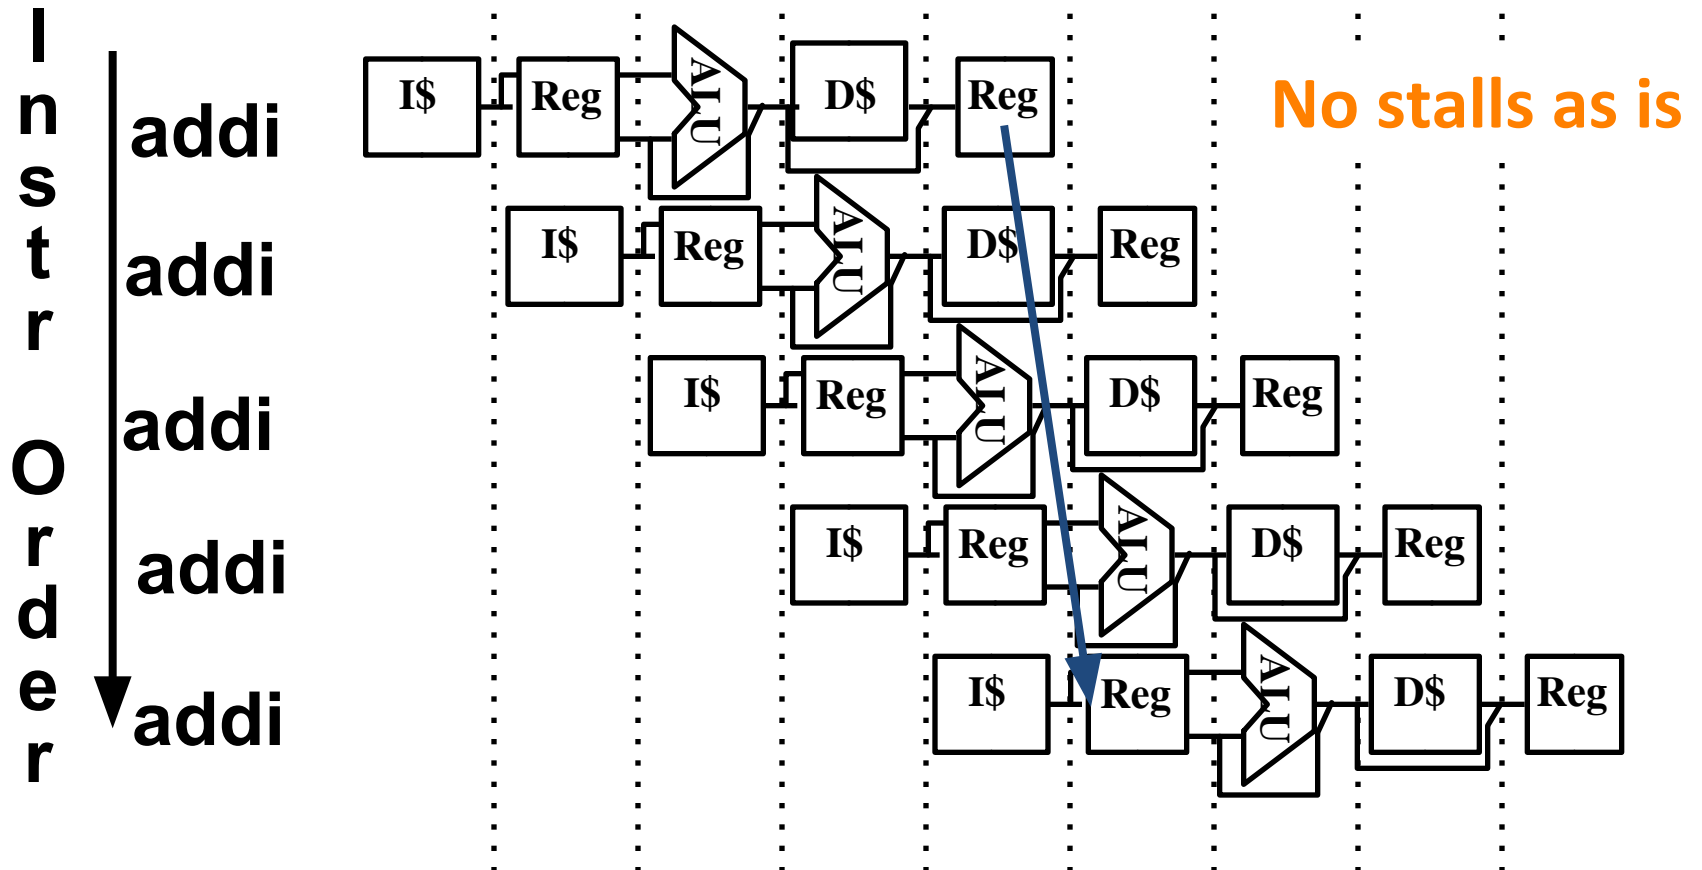 Instr Order
No stalls as is
addi
I$ Reg ALU D$ Reg
addi
I$ Reg ALU D$ Reg
addi
I$ Reg ALU D$ Reg
addi
I$ Reg ALU D$ Reg
addi
I$ Reg ALU D$ Reg